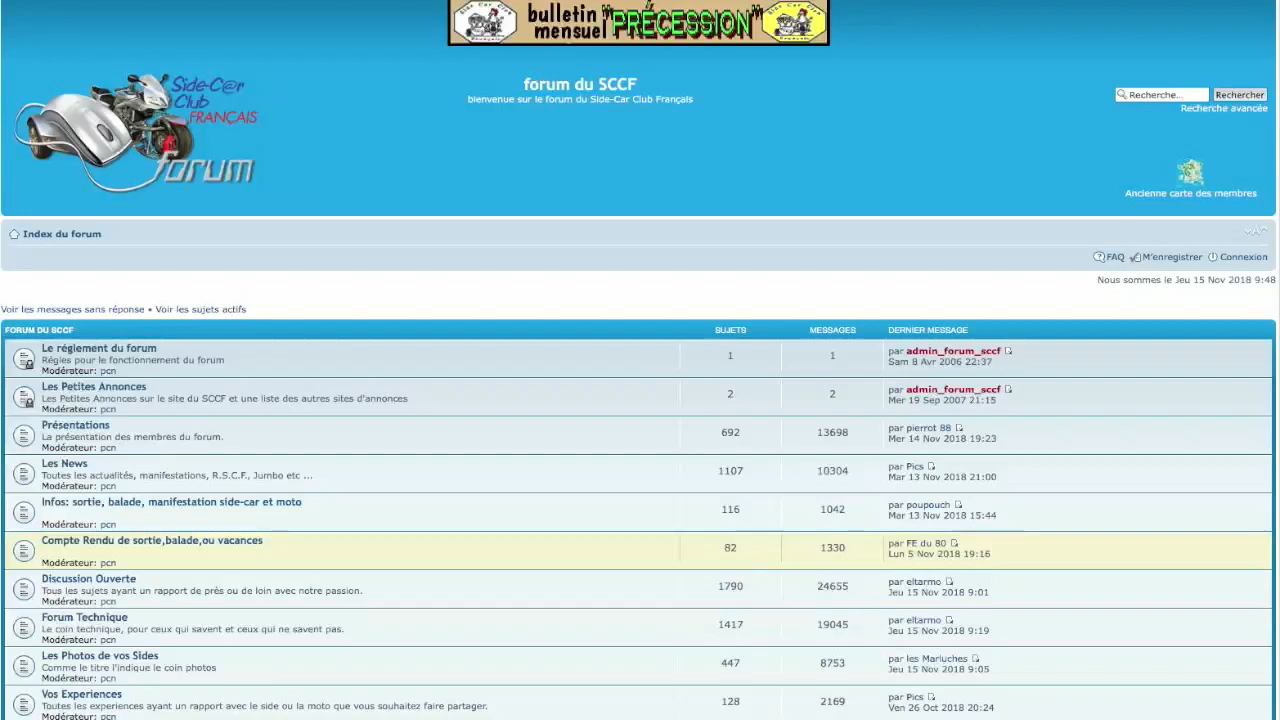 bulletin mensuel "PRÉCESSION"
Side-C@r
Club
FRANÇAIS
forum
forum du SCCF
bienvenue sur le forum du Side-Car Club Français
Recherche... Rechercher
Recherche avancée
Ancienne carte des membres
Index du forum
FAQ M'enregistrer Connexion
Nous sommes le Jeu 15 Nov 2018 9:48
Voir les messages sans réponse • Voir les sujets actifs
FORUM DU SCCF SUJETS MESSAGES DERNIER MESSAGE
Le réglement du forum
Régles pour le fonctionnement du forum
Modérateur: pcn
1 1 par admin_forum_sccf
Sam 8 Avr 2006 22:37
Les Petites Annonces
Les Petites Annonces sur le site du SCCF et une liste des autres sites d'annonces
Modérateur: pcn
2 2 par admin_forum_sccf
Mer 19 Sep 2007 21:15
Présentations
La présentation des membres du forum.
Modérateur: pcn
692 13698 par pierrot 88
Mer 14 Nov 2018 19:23
Les News
Toutes les actualités, manifestations, R.S.C.F., Jumbo etc ...
Modérateur: pcn
1107 10304 par Pics
Mar 13 Nov 2018 21:00
Infos: sortie, balade, manifestation side-car et moto
Modérateur: pcn
116 1042 par poupouch
Mar 13 Nov 2018 15:44
Compte Rendu de sortie,balade,ou vacances
Modérateur: pcn
82 1330 par FE du 80
Lun 5 Nov 2018 19:16
Discussion Ouverte
Tous les sujets ayant un rapport de près ou de loin avec notre passion.
Modérateur: pcn
1790 24655 par eltarmo
Jeu 15 Nov 2018 9:01
Forum Technique
Le coin technique, pour ceux qui savent et ceux qui ne savent pas.
Modérateur: pcn
1417 19045 par eltarmo
Jeu 15 Nov 2018 9:19
Les Photos de vos Sides
Comme le titre l'indique le coin photos
Modérateur: pcn
447 8753 par les Marluches
Jeu 15 Nov 2018 9:05
Vos Experiences
Toutes les experiences ayant un rapport avec le side ou la moto que vous souhaitez faire partager.
Modérateur: pcn
128 2169 par Pics
Ven 26 Oct 2018 20:24